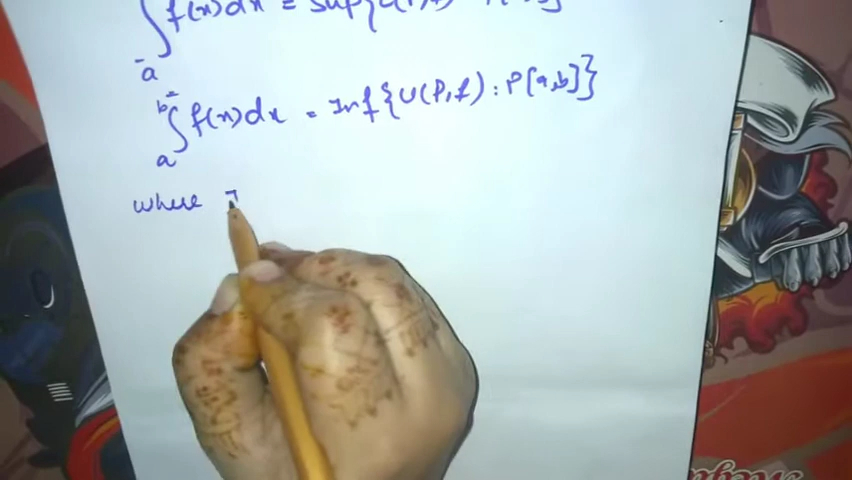 ∫ f(x)dx = sup{
-a
b-
∫ f(x)dx = Inf{U(P,f) : P[a,b]}
a
where